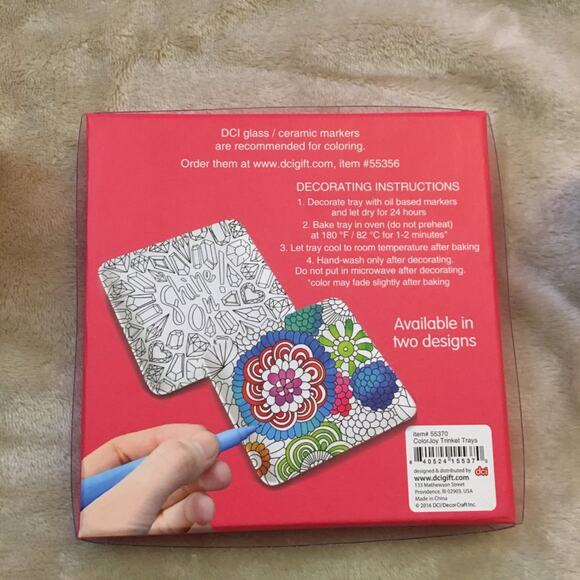 DCI glass / ceramic markers
are recommended for coloring.
Order them at www.dcigift.com, item #55356
DECORATING INSTRUCTIONS
1. Decorate tray with oil based markers
and let dry for 24 hours
2. Bake tray in oven (do not preheat)
at 180 °F / 82 °C for 1-2 minutes*
3. Let tray cool to room temperature after baking
4. Hand-wash only after decorating.
Do not put in microwave after decorating.
*color may fade slightly after baking
Shine
On!
Available in
two designs
item# 55370
ColorJoy Trinket Trays
8 40524 15537 0
designed & distributed by dci
www.dcigift.com
133 Mathewson Street
Providence, RI 02903, USA
Made in China
© 2016 DCI/DecorCraft Inc.